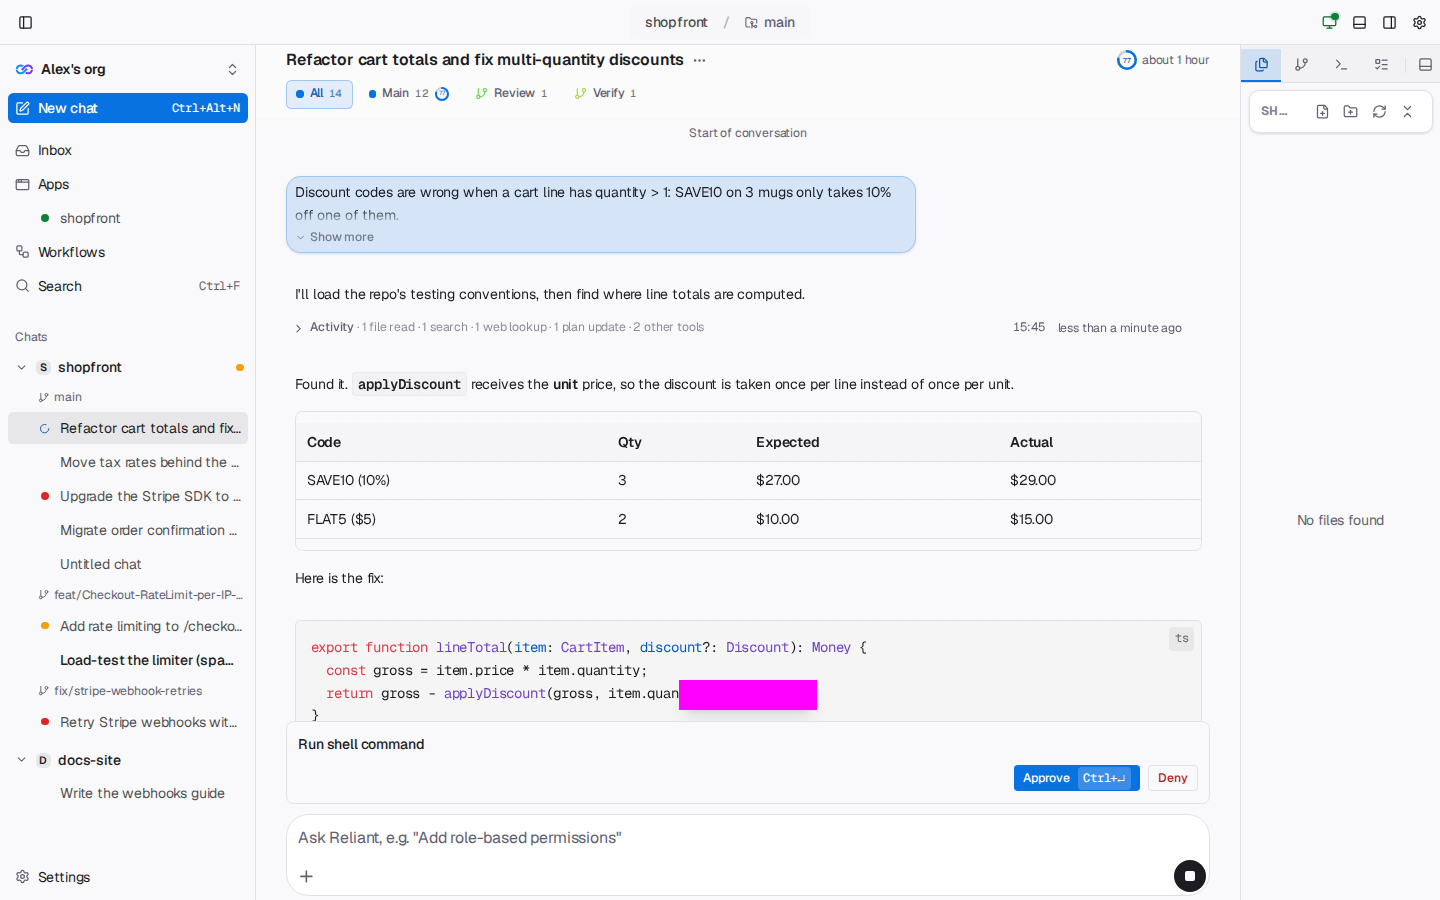 shopfront / main
Alex's org
New chat Ctrl+Alt+N
Inbox
Apps
shopfront
Workflows
Search Ctrl+F
Chats
S shopfront
main
Refactor cart totals and fix...
Move tax rates behind the ...
Upgrade the Stripe SDK to ...
Migrate order confirmation ...
Untitled chat
feat/Checkout-RateLimit-per-IP-...
Add rate limiting to /checko...
Load-test the limiter (spa...
fix/stripe-webhook-retries
Retry Stripe webhooks wit...
D docs-site
Write the webhooks guide
Settings
Refactor cart totals and fix multi-quantity discounts
77 about 1 hour
All 14 Main 12 Review 1 Verify 1
Start of conversation
Discount codes are wrong when a cart line has quantity > 1: SAVE10 on 3 mugs only takes 10%
off one of them.
Show more
I'll load the repo's testing conventions, then find where line totals are computed.
Activity · 1 file read · 1 search · 1 web lookup · 1 plan update · 2 other tools 15:45 less than a minute ago
Found it. applyDiscount receives the unit price, so the discount is taken once per line instead of once per unit.
Code Qty Expected Actual
SAVE10 (10%) 3 $27.00 $29.00
FLAT5 ($5) 2 $10.00 $15.00
Here is the fix:
ts
export function lineTotal(item: CartItem, discount?: Discount): Money {
const gross = item.price * item.quantity;
return gross - applyDiscount(gross, item.quan
}
Run shell command
Approve Ctrl+↵ Deny
Ask Reliant, e.g. "Add role-based permissions"
SH...
No files found